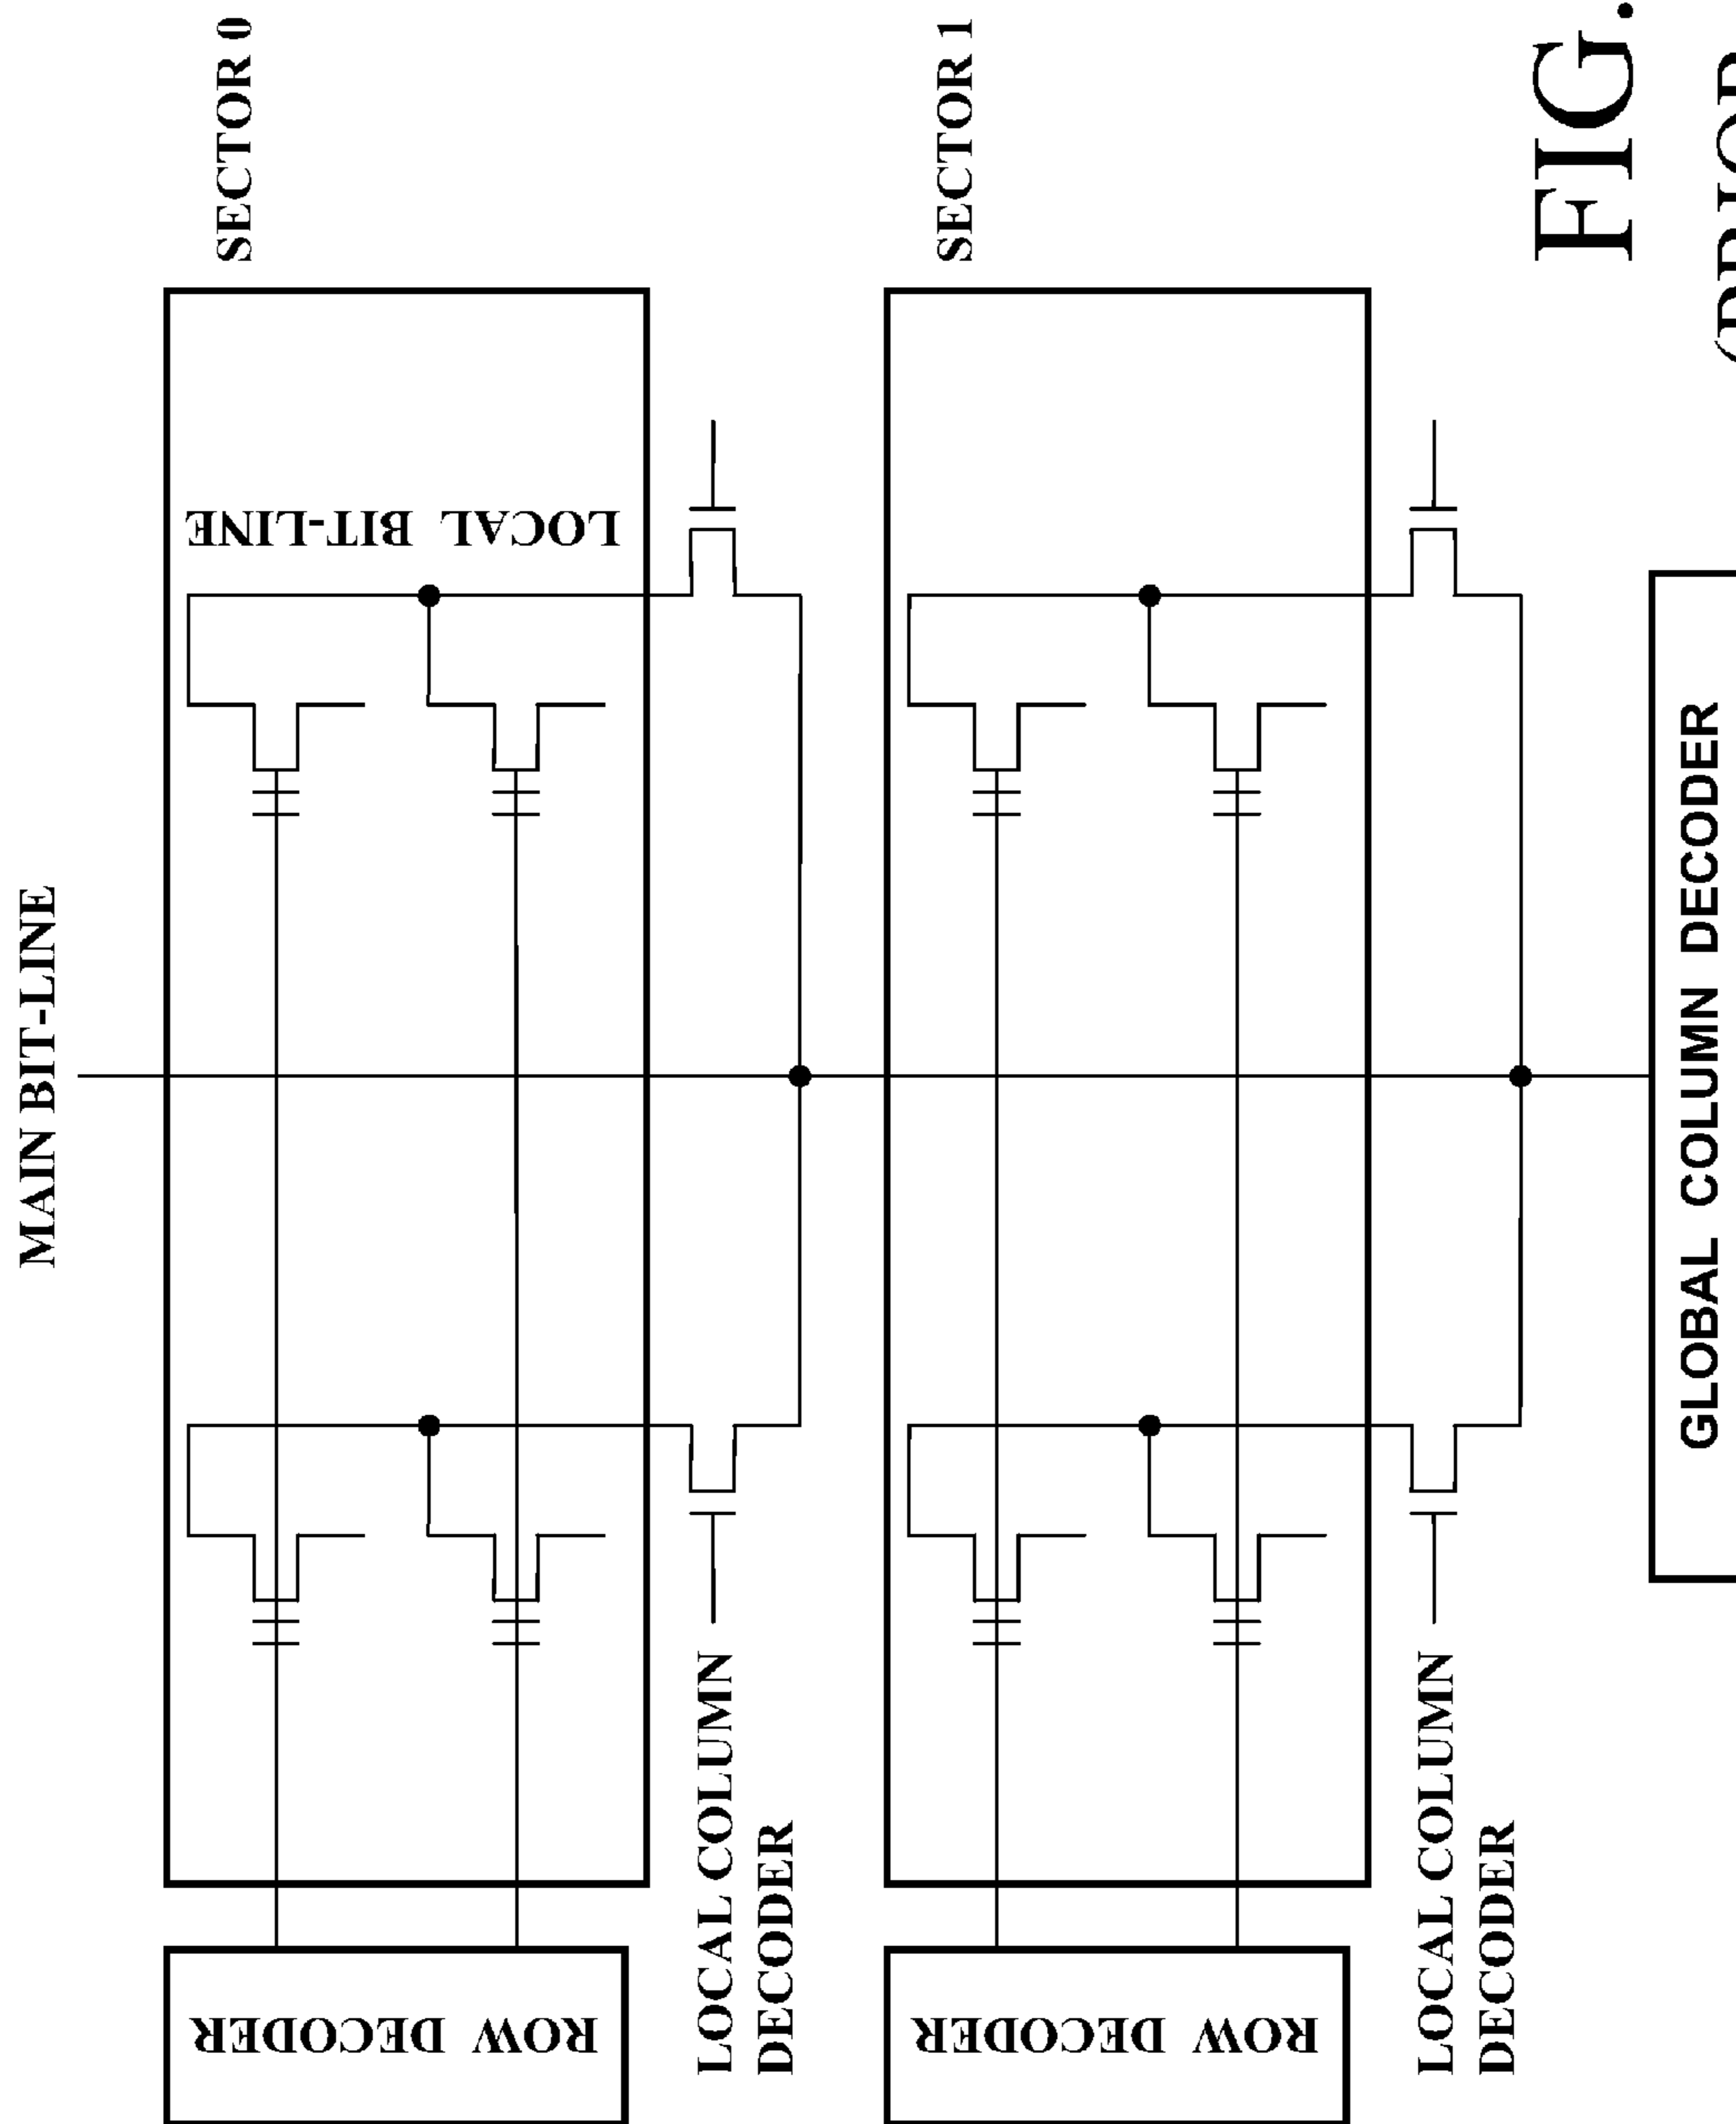 MAIN BIT-LINE
SECTOR 0
LOCAL BIT-LINE
ROW DECODER
LOCAL COLUMN
DECODER
SECTOR 1
ROW DECODER
LOCAL COLUMN
DECODER
GLOBAL COLUMN DECODER
FIG.